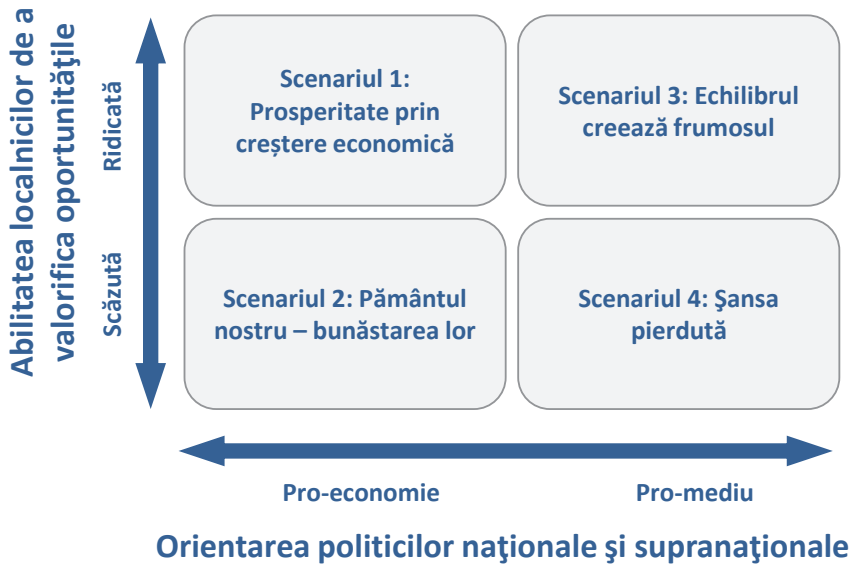 Abilitatea localnicilor de a
valorifica oportunităţile
Ridicată
Scăzută
Scenariul 1:
Prosperitate prin
creștere economică
Scenariul 3: Echilibrul
creează frumosul
Scenariul 2: Pământul
nostru – bunăstarea lor
Scenariul 4: Şansa
pierdută
Pro-economie
Pro-mediu
Orientarea politicilor naţionale şi supranaţionale